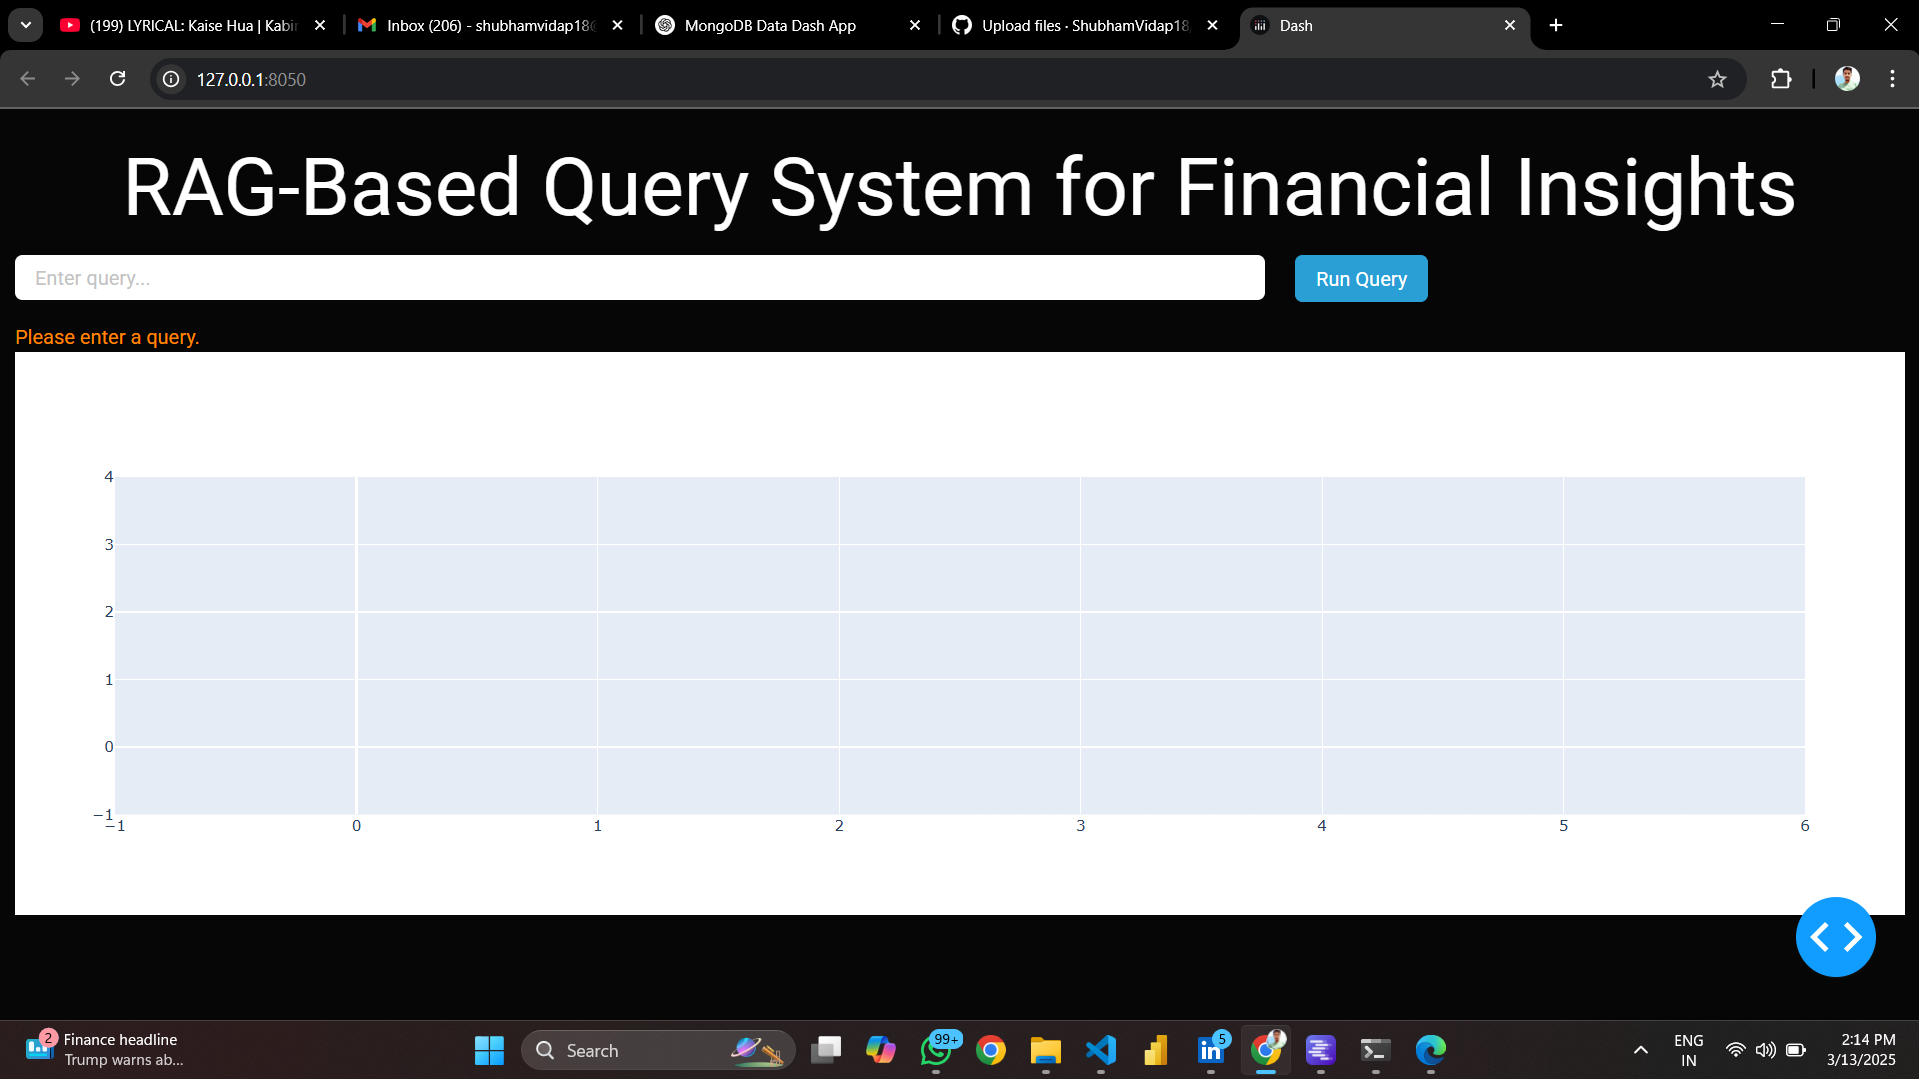 (199) LYRICAL: Kaise Hua | Kabir
Inbox (206) - shubhamvidap18@
MongoDB Data Dash App
Upload files · ShubhamVidap18
Dash
127.0.0.1:8050
RAG-Based Query System for Financial Insights
Enter query...
Run Query
Please enter a query.
4
3
2
1
0
−1
−1 0 1 2 3 4 5 6
2
Finance headline
Trump warns ab...
Search
99+
5
ENG
IN
2:14 PM
3/13/2025